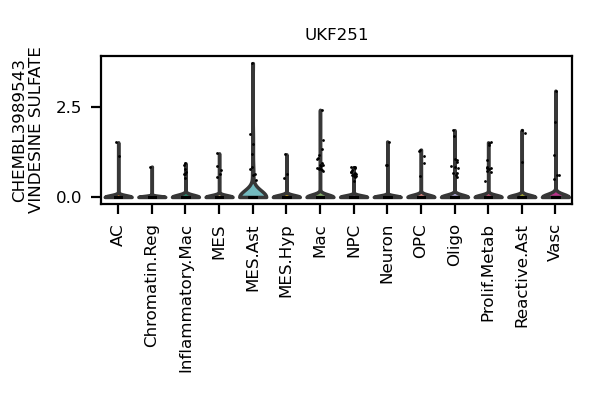 UKF251
CHEMBL3989543
VINDESINE SULFATE
2.5
0.0
AC
Chromatin.Reg
Inflammatory.Mac
MES
MES.Ast
MES.Hyp
Mac
NPC
Neuron
OPC
Oligo
Prolif.Metab
Reactive.Ast
Vasc